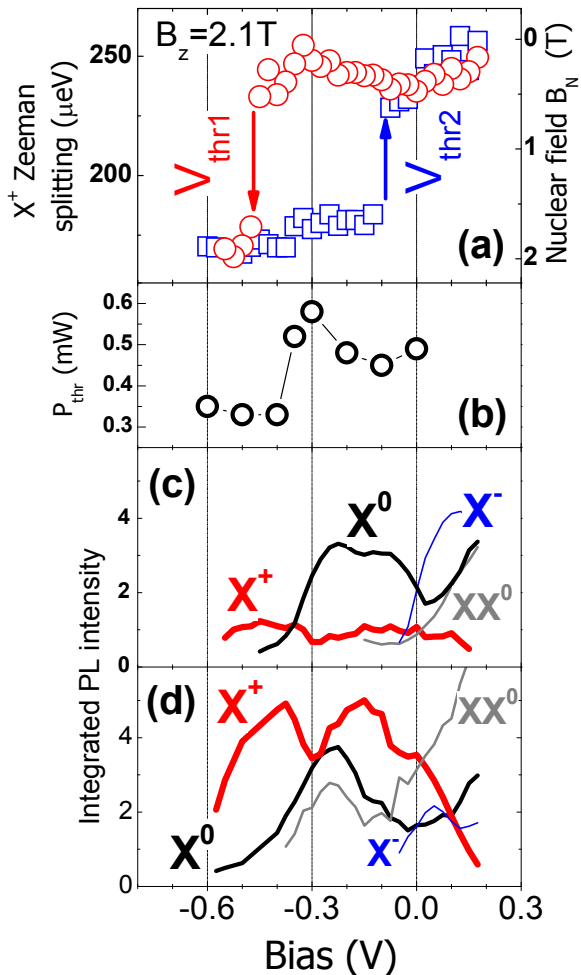 B_z=2.1T
X⁺ Zeeman
splitting (μeV)
250
200
V_thr1
V_thr2
0
1
2
Nuclear field B_N (T)
(a)
P_thr (mW)
0.6
0.5
0.4
0.3
(b)
Integrated PL intensity
(c)
X⁰
X⁻
X⁺
XX⁰
4
2
0
(d)
X⁺
XX⁰
X⁰
X⁻
4
2
0
-0.6
-0.3
0.0
0.3
Bias (V)